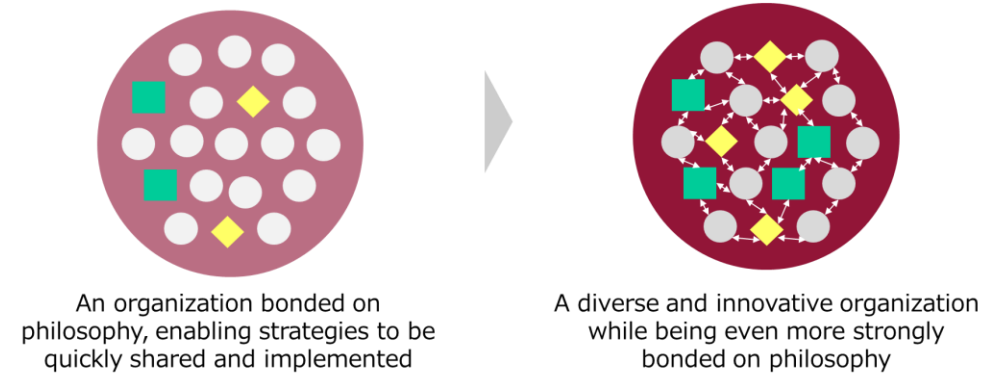 An organization bonded on
philosophy, enabling strategies to be
quickly shared and implemented
A diverse and innovative organization
while being even more strongly
bonded on philosophy